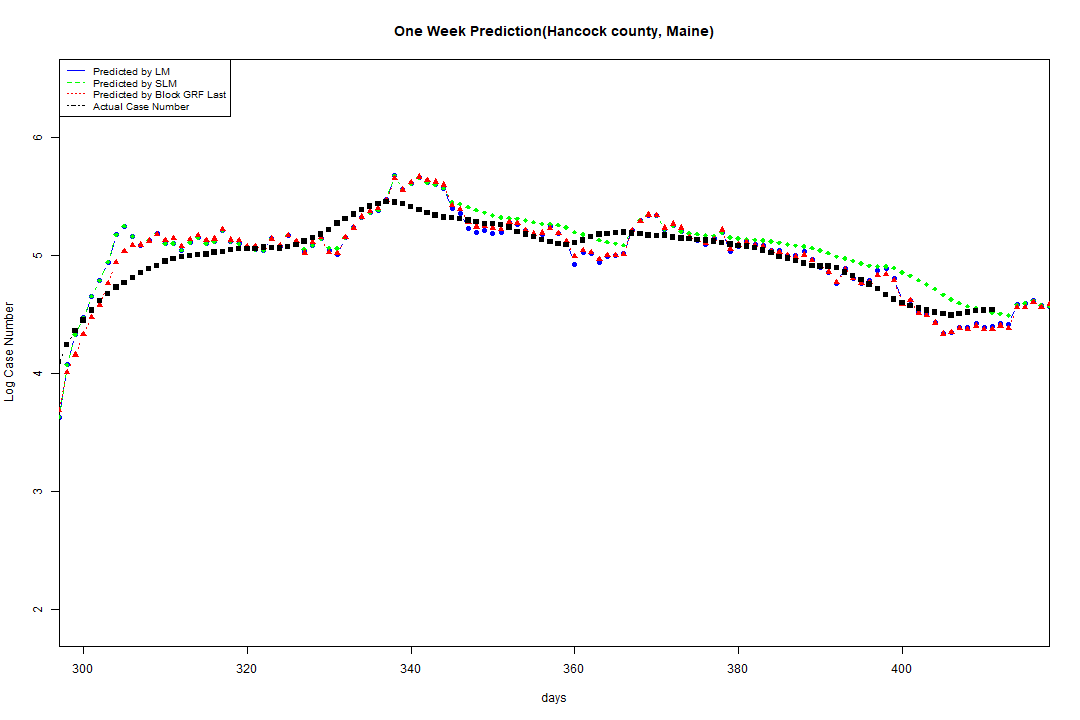 One Week Prediction(Hancock county, Maine)
Predicted by LM
Predicted by SLM
Predicted by Block GRF Last
Actual Case Number
6
5
4
3
2
Log Case Number
300 320 340 360 380 400
days